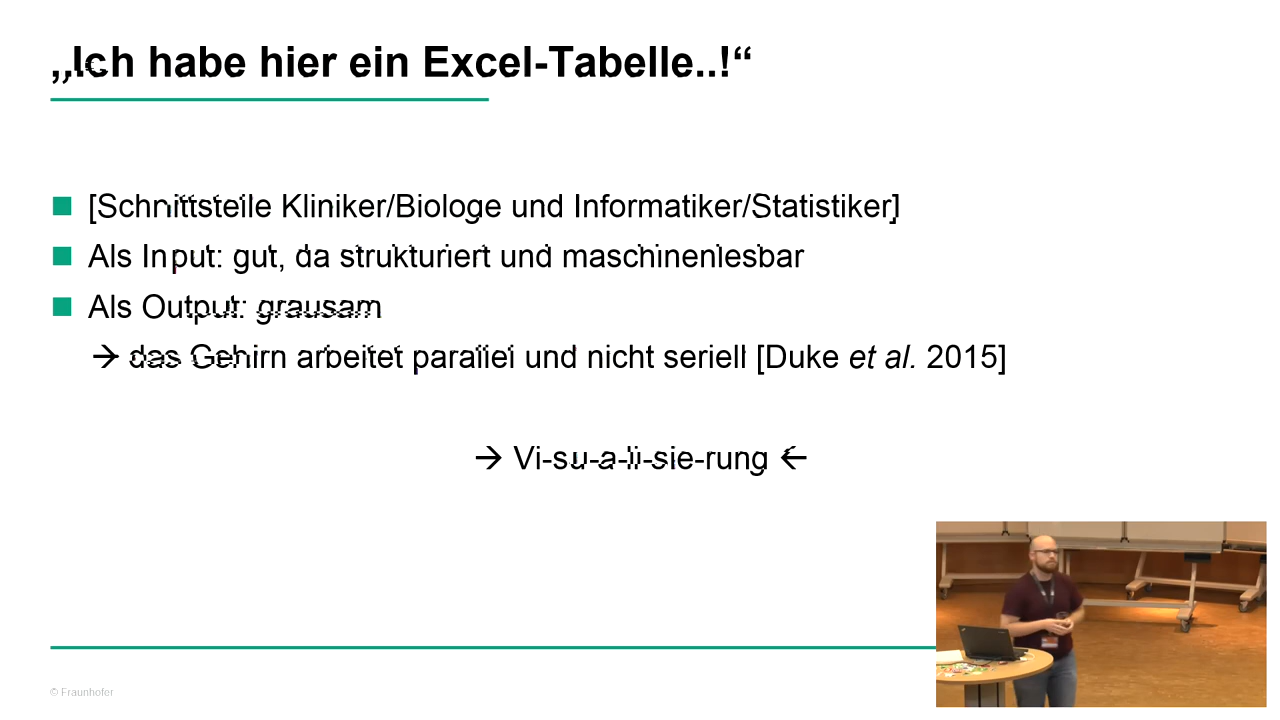 „Ich habe hier ein Excel-Tabelle..!“
[Schnittstelle Kliniker/Biologe und Informatiker/Statistiker]
Als Input: gut, da strukturiert und maschinenlesbar
Als Output: grausam
→ das Gehirn arbeitet parallel und nicht seriell [Duke et al. 2015]
→ Vi-su-a-li-sie-rung ←
© Fraunhofer